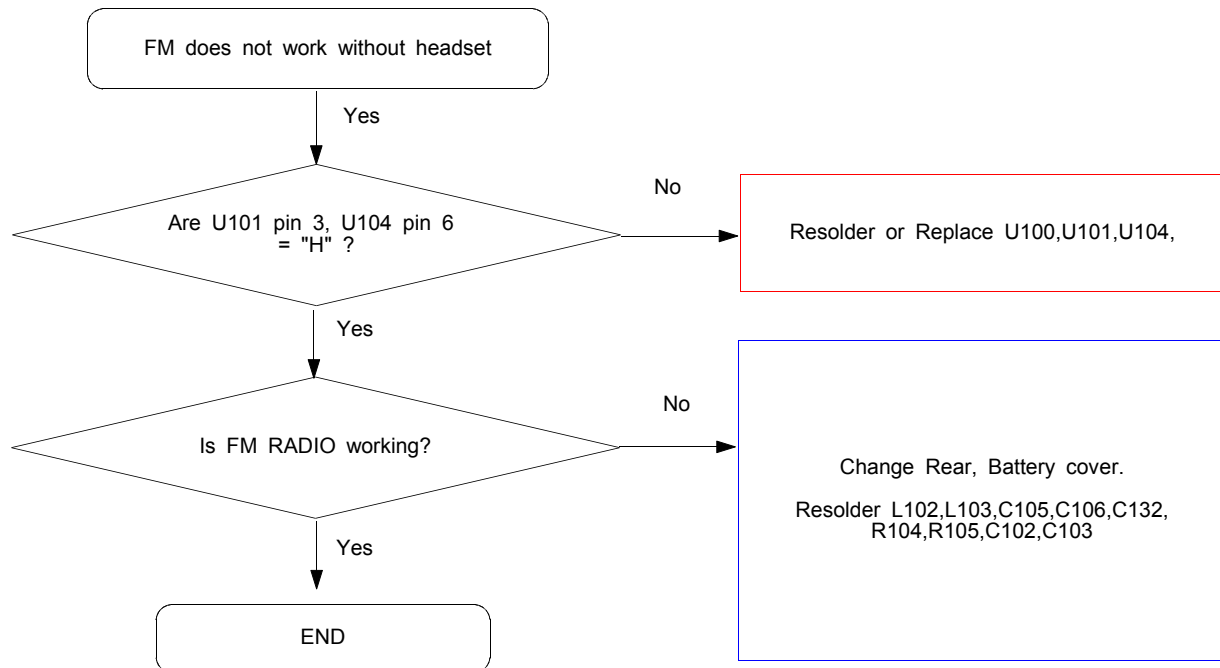 FM does not work without headset
Yes
Are U101 pin 3, U104 pin 6
= "H" ?
No
Resolder or Replace U100,U101,U104,
Yes
Is FM RADIO working?
No
Change Rear, Battery cover.
Resolder L102,L103,C105,C106,C132,
R104,R105,C102,C103
Yes
END